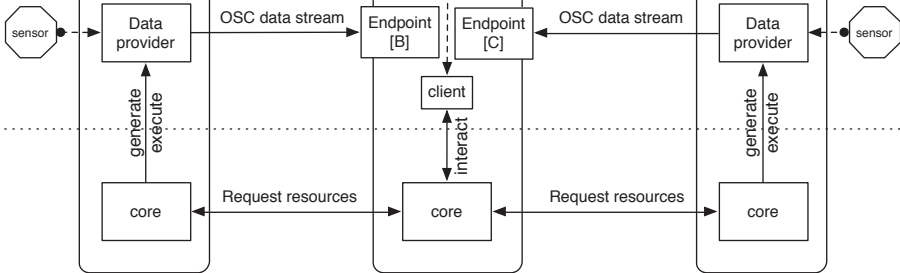 sensor
Data
provider
OSC data stream
Endpoint
[B]
Endpoint
[C]
OSC data stream
Data
provider
sensor
client
generate
execute
interact
generate
execute
core
Request resources
core
Request resources
core